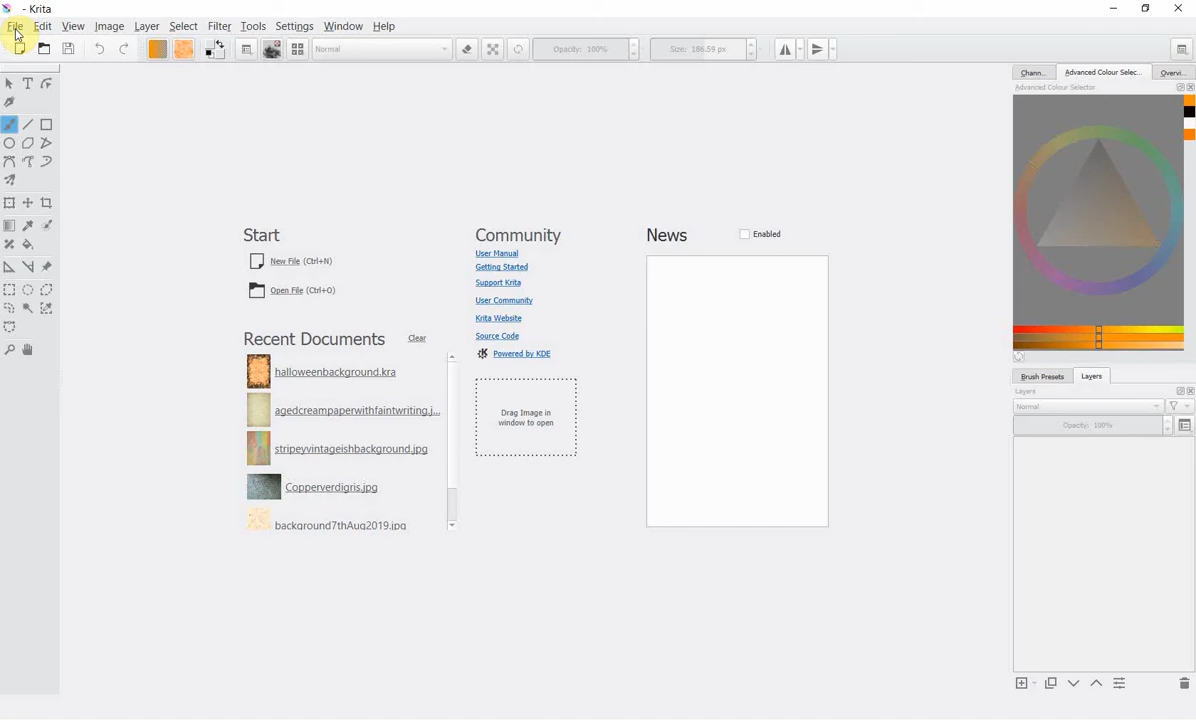 - Krita
File Edit View Image Layer Select Filter Tools Settings Window Help
Normal Opacity: 100% Size: 186.59 px
Chann... Advanced Colour Selec... Overvi...
Advanced Colour Selector
Start
New File (Ctrl+N)
Open File (Ctrl+O)
Recent Documents Clear
halloweenbackground.kra
agedcreampaperwithfaintwriting.j...
stripeyvintageishbackground.jpg
Copperverdigris.jpg
background7thAug2019.jpg
Community
User Manual
Getting Started
Support Krita
User Community
Krita Website
Source Code
Powered by KDE
Drag Image in
window to open
News Enabled
Brush Presets Layers
Layers
Normal
Opacity: 100%